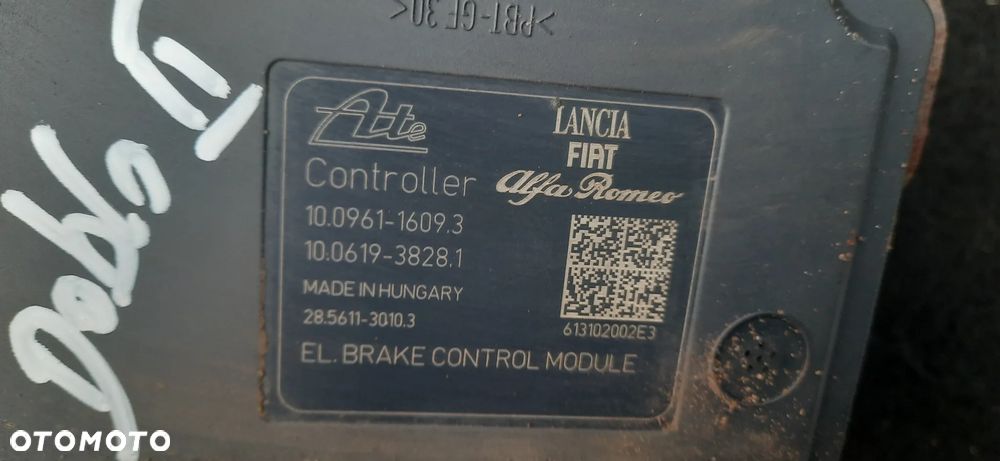 >PBT-GF30<
Ate
LANCIA
FIAT
Alfa Romeo
Controller
10.0961-1609.3
10.0619-3828.1
MADE IN HUNGARY
28.5611-3010.3
613102002E3
EL. BRAKE CONTROL MODULE
OTOMOTO